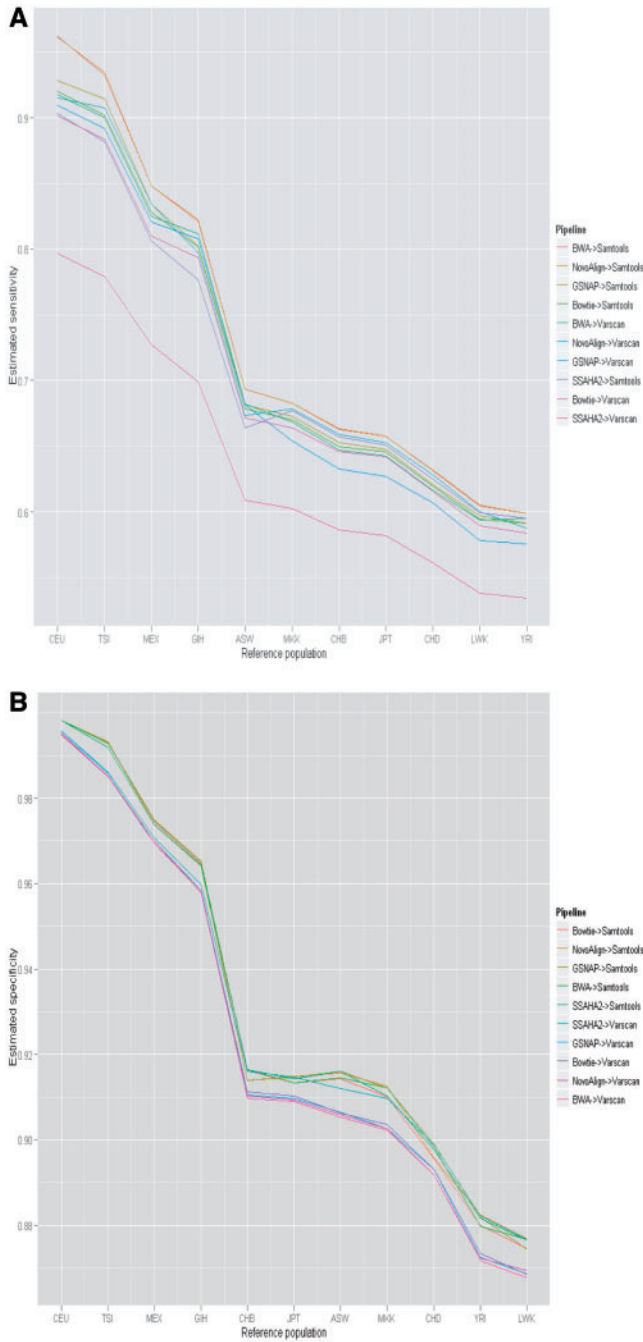 A
Estimated sensitivity
0.9
0.8
0.7
0.6
CEU TSI MEX GIH ASW MKK CHB JPT CHD LWK YRI
Reference population
Pipeline
BWA->Samtools
NovoAlign->Samtools
GSNAP->Samtools
Bowtie->Samtools
BWA->Varscan
NovoAlign->Varscan
GSNAP->Varscan
SSAHA2->Samtools
Bowtie->Varscan
SSAHA2->Varscan
B
Estimated specificity
0.98
0.96
0.94
0.92
0.90
0.88
CEU TSI MEX GIH CHB JPT ASW MKK CHD YRI LWK
Reference population
Pipeline
Bowtie->Samtools
NovoAlign->Samtools
GSNAP->Samtools
BWA->Samtools
SSAHA2->Samtools
SSAHA2->Varscan
GSNAP->Varscan
Bowtie->Varscan
NovoAlign->Varscan
BWA->Varscan